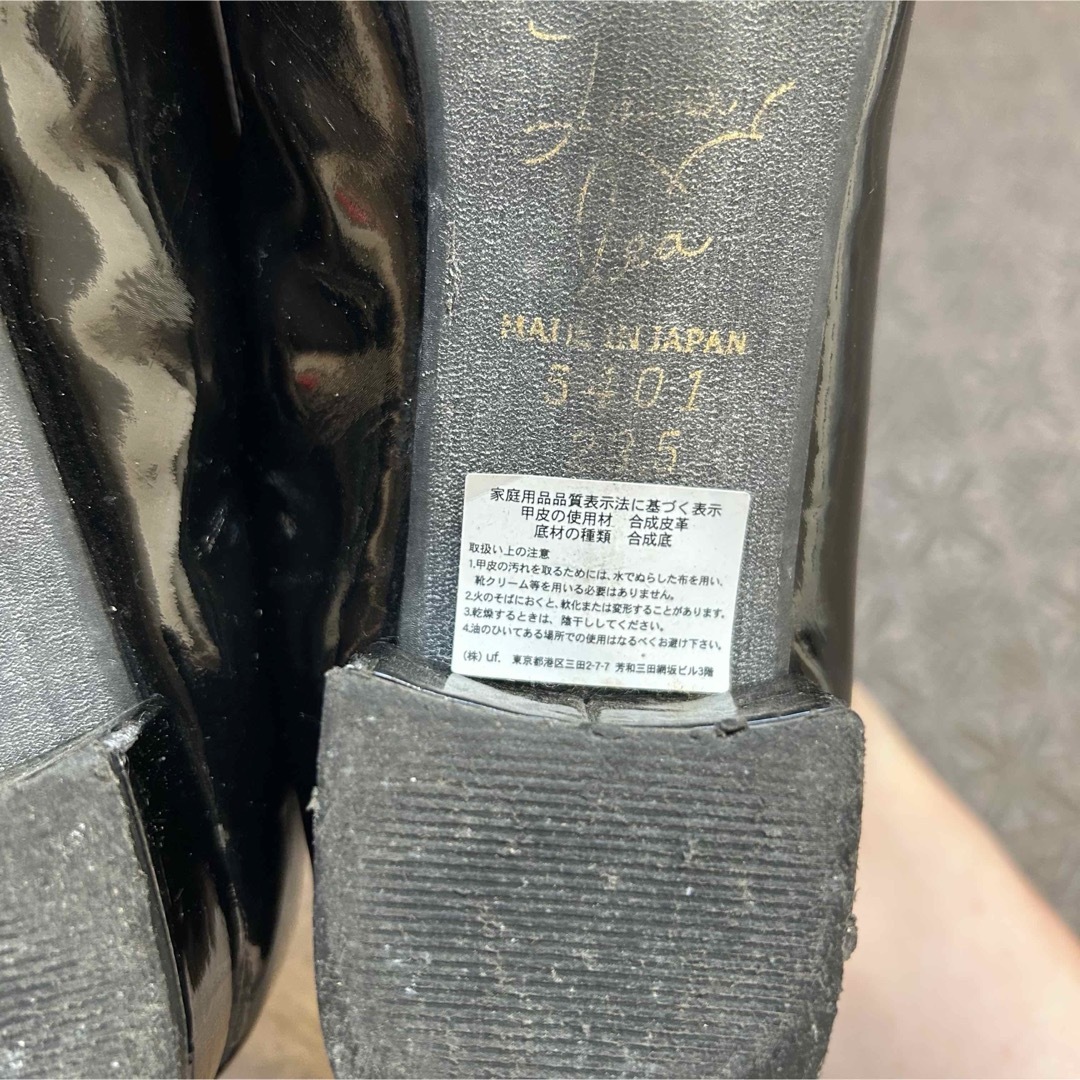 MADE IN JAPAN
5401
家庭用品品質表示法に基づく表示
甲皮の使用材　合成皮革
底材の種類　合成底
取扱い上の注意
1.甲皮の汚れを取るためには、水でぬらした布を用い、
靴クリーム等を用いる必要はありません。
2.火のそばにおくと、軟化または変形することがあります。
3.乾燥するときは、陰干ししてください。
4.油のひいてある場所での使用はなるべくお避け下さい。
(株) uf.　東京都港区三田2-7-7 芳和三田綱坂ビル3階